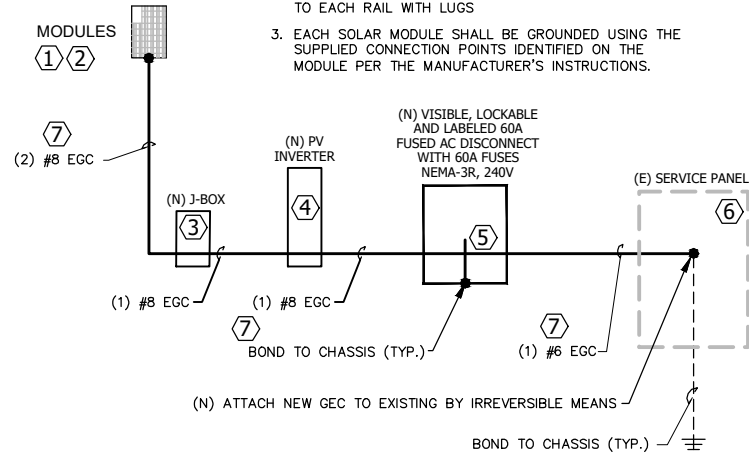 TO EACH RAIL WITH LUGS
3. EACH SOLAR MODULE SHALL BE GROUNDED USING THE
SUPPLIED CONNECTION POINTS IDENTIFIED ON THE
MODULE PER THE MANUFACTURER'S INSTRUCTIONS.
MODULES
1 2
7
(2) #8 EGC
(N) J-BOX
3
(N) PV
INVERTER
4
(N) VISIBLE, LOCKABLE
AND LABELED 60A
FUSED AC DISCONNECT
WITH 60A FUSES
NEMA-3R, 240V
5
(E) SERVICE PANEL
6
(1) #8 EGC
(1) #8 EGC
7
BOND TO CHASSIS (TYP.)
7
(1) #6 EGC
(N) ATTACH NEW GEC TO EXISTING BY IRREVERSIBLE MEANS
BOND TO CHASSIS (TYP.)